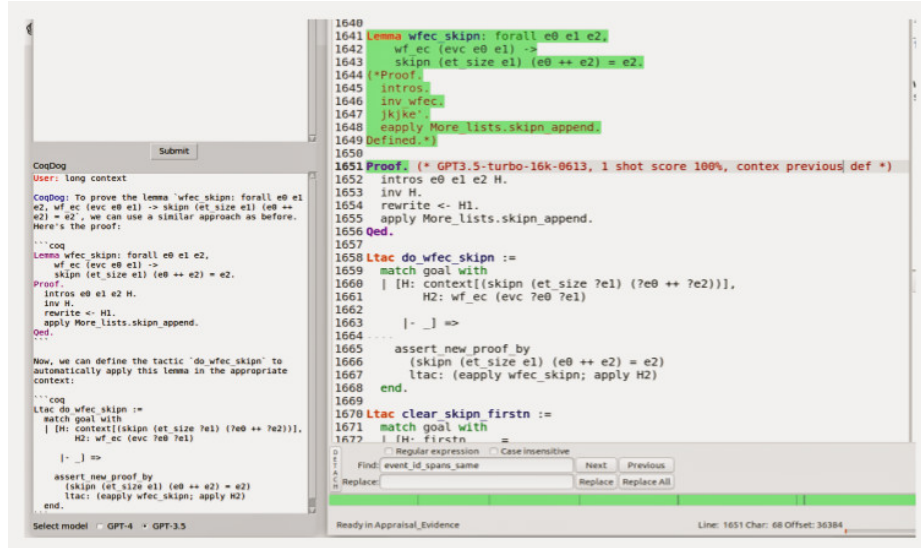 Submit
CoqDog
User: long context
CoqDog: To prove the lemma `wfec_skipn: forall e0 e1
e2, wf_ec (evc e0 e1) -> skipn (et_size e1) (e0 ++
e2) = e2`, we can use a similar approach as before.
Here's the proof:
```coq
Lemma wfec_skipn: forall e0 e1 e2,
wf_ec (evc e0 e1) ->
skipn (et_size e1) (e0 ++ e2) = e2.
Proof.
intros e0 e1 e2 H.
inv H.
rewrite <- H1.
apply More_lists.skipn_append.
Qed.
```
Now, we can define the tactic `do_wfec_skipn` to
automatically apply this lemma in the appropriate
context:
```coq
Ltac do_wfec_skipn :=
match goal with
| [H: context[(skipn (et_size ?e1) (?e0 ++ ?e2))],
H2: wf_ec (evc ?e0 ?e1)
|- _] =>
assert_new_proof_by
(skipn (et_size e1) (e0 ++ e2) = e2)
ltac: (eapply wfec_skipn; apply H2)
end.
```
Select model GPT-4 GPT-3.5
1640
1641 Lemma wfec_skipn: forall e0 e1 e2,
1642 wf_ec (evc e0 e1) ->
1643 skipn (et_size e1) (e0 ++ e2) = e2.
1644 (*Proof.
1645 intros.
1646 inv_wfec.
1647 jkjke'.
1648 eapply More_lists.skipn_append.
1649 Defined.*)
1650
1651 Proof. (* GPT3.5-turbo-16k-0613, 1 shot score 100%, contex previous def *)
1652 intros e0 e1 e2 H.
1653 inv H.
1654 rewrite <- H1.
1655 apply More_lists.skipn_append.
1656 Qed.
1657
1658 Ltac do_wfec_skipn :=
1659 match goal with
1660 | [H: context[(skipn (et_size ?e1) (?e0 ++ ?e2))],
1661 H2: wf_ec (evc ?e0 ?e1)
1662
1663 |- _] =>
1664
1665 assert_new_proof_by
1666 (skipn (et_size e1) (e0 ++ e2) = e2)
1667 ltac: (eapply wfec_skipn; apply H2)
1668 end.
1669
1670 Ltac clear_skipn_firstn :=
1671 match goal with
1672 | [H: firstn _ _ =
DETACH
Regular expression Case insensitive
Find: event_id_spans_same Next Previous
Replace: Replace Replace All
Ready in Appraisal_Evidence Line: 1651 Char: 68 Offset: 36384